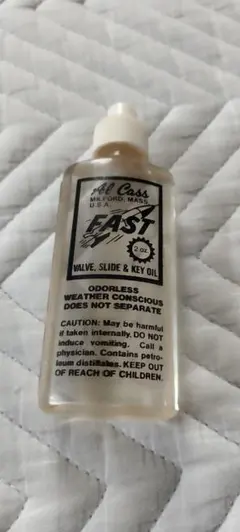 Al Cass
MILFORD, MASS.
U.S.A.
FAST
2 oz.
VALVE, SLIDE & KEY OIL
ODORLESS
WEATHER CONSCIOUS
DOES NOT SEPARATE
CAUTION: May be harmful
if taken internally. DO NOT
induce vomiting. Call a
physician. Contains petro-
leum distillates. KEEP OUT
OF REACH OF CHILDREN.